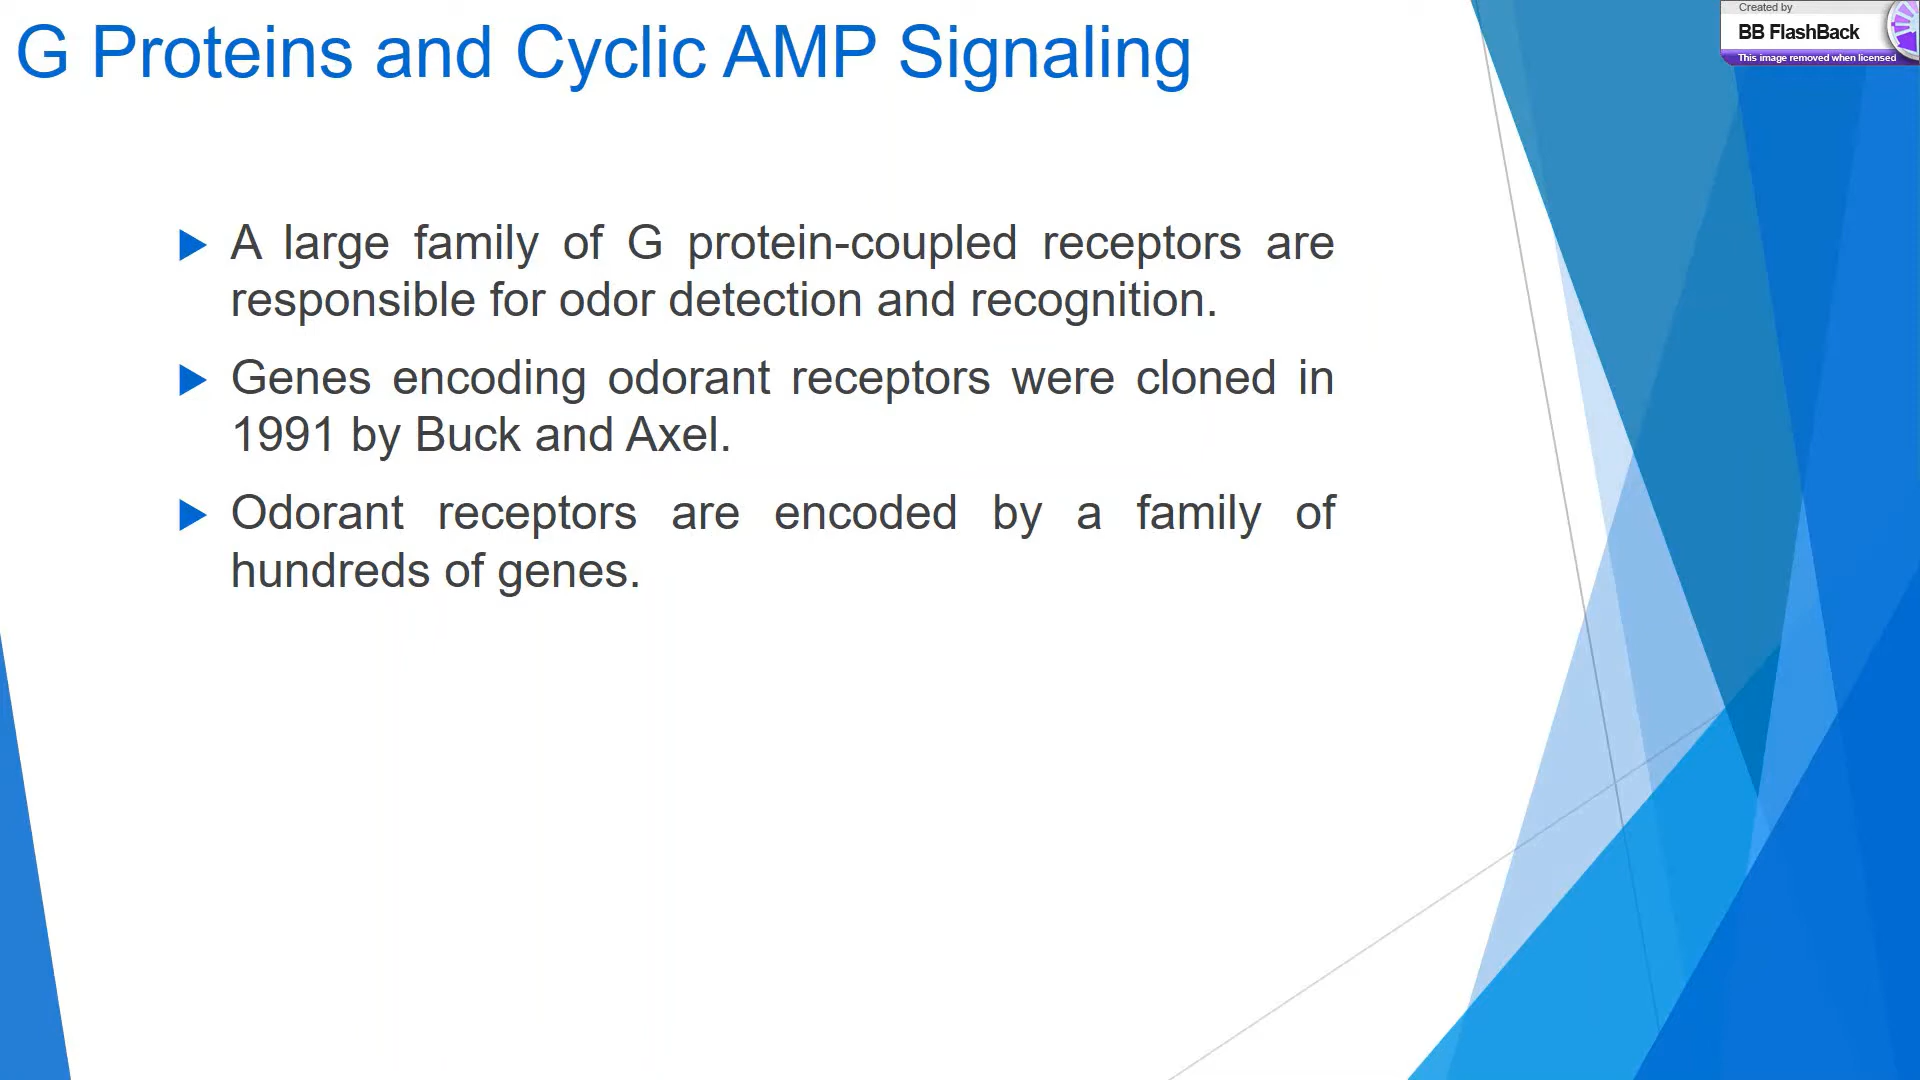 Created by
BB FlashBack
This image removed when licensed
G Proteins and Cyclic AMP Signaling
A large family of G protein-coupled receptors are
responsible for odor detection and recognition.
Genes encoding odorant receptors were cloned in
1991 by Buck and Axel.
Odorant receptors are encoded by a family of
hundreds of genes.